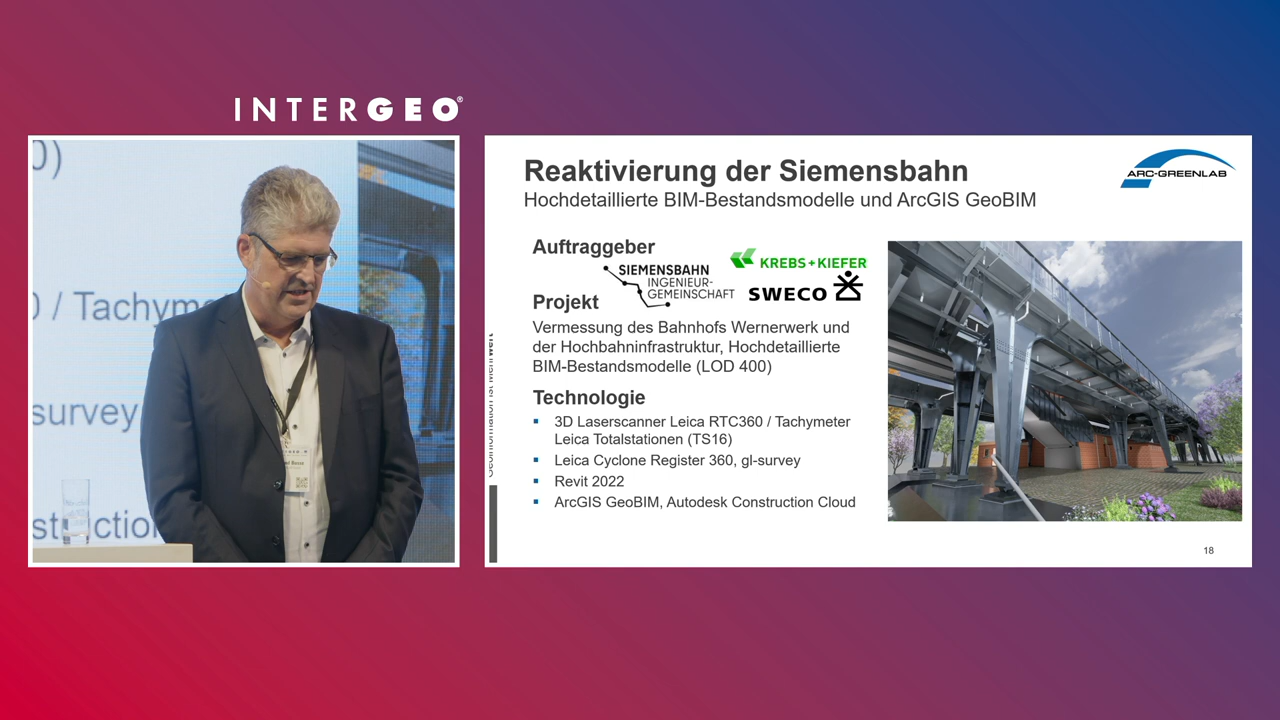 INTERGEO®
0)
0 / Tachyme
survey
struction
Reaktivierung der Siemensbahn
Hochdetaillierte BIM-Bestandsmodelle und ArcGIS GeoBIM
ARC-GREENLAB
Auftraggeber
SIEMENSBAHN
INGENIEUR-
GEMEINSCHAFT
KREBS+KIEFER
SWECO
Projekt
Vermessung des Bahnhofs Wernerwerk und
der Hochbahninfrastruktur, Hochdetaillierte
BIM-Bestandsmodelle (LOD 400)
Technologie
▪ 3D Laserscanner Leica RTC360 / Tachymeter
Leica Totalstationen (TS16)
▪ Leica Cyclone Register 360, gl-survey
▪ Revit 2022
▪ ArcGIS GeoBIM, Autodesk Construction Cloud
18